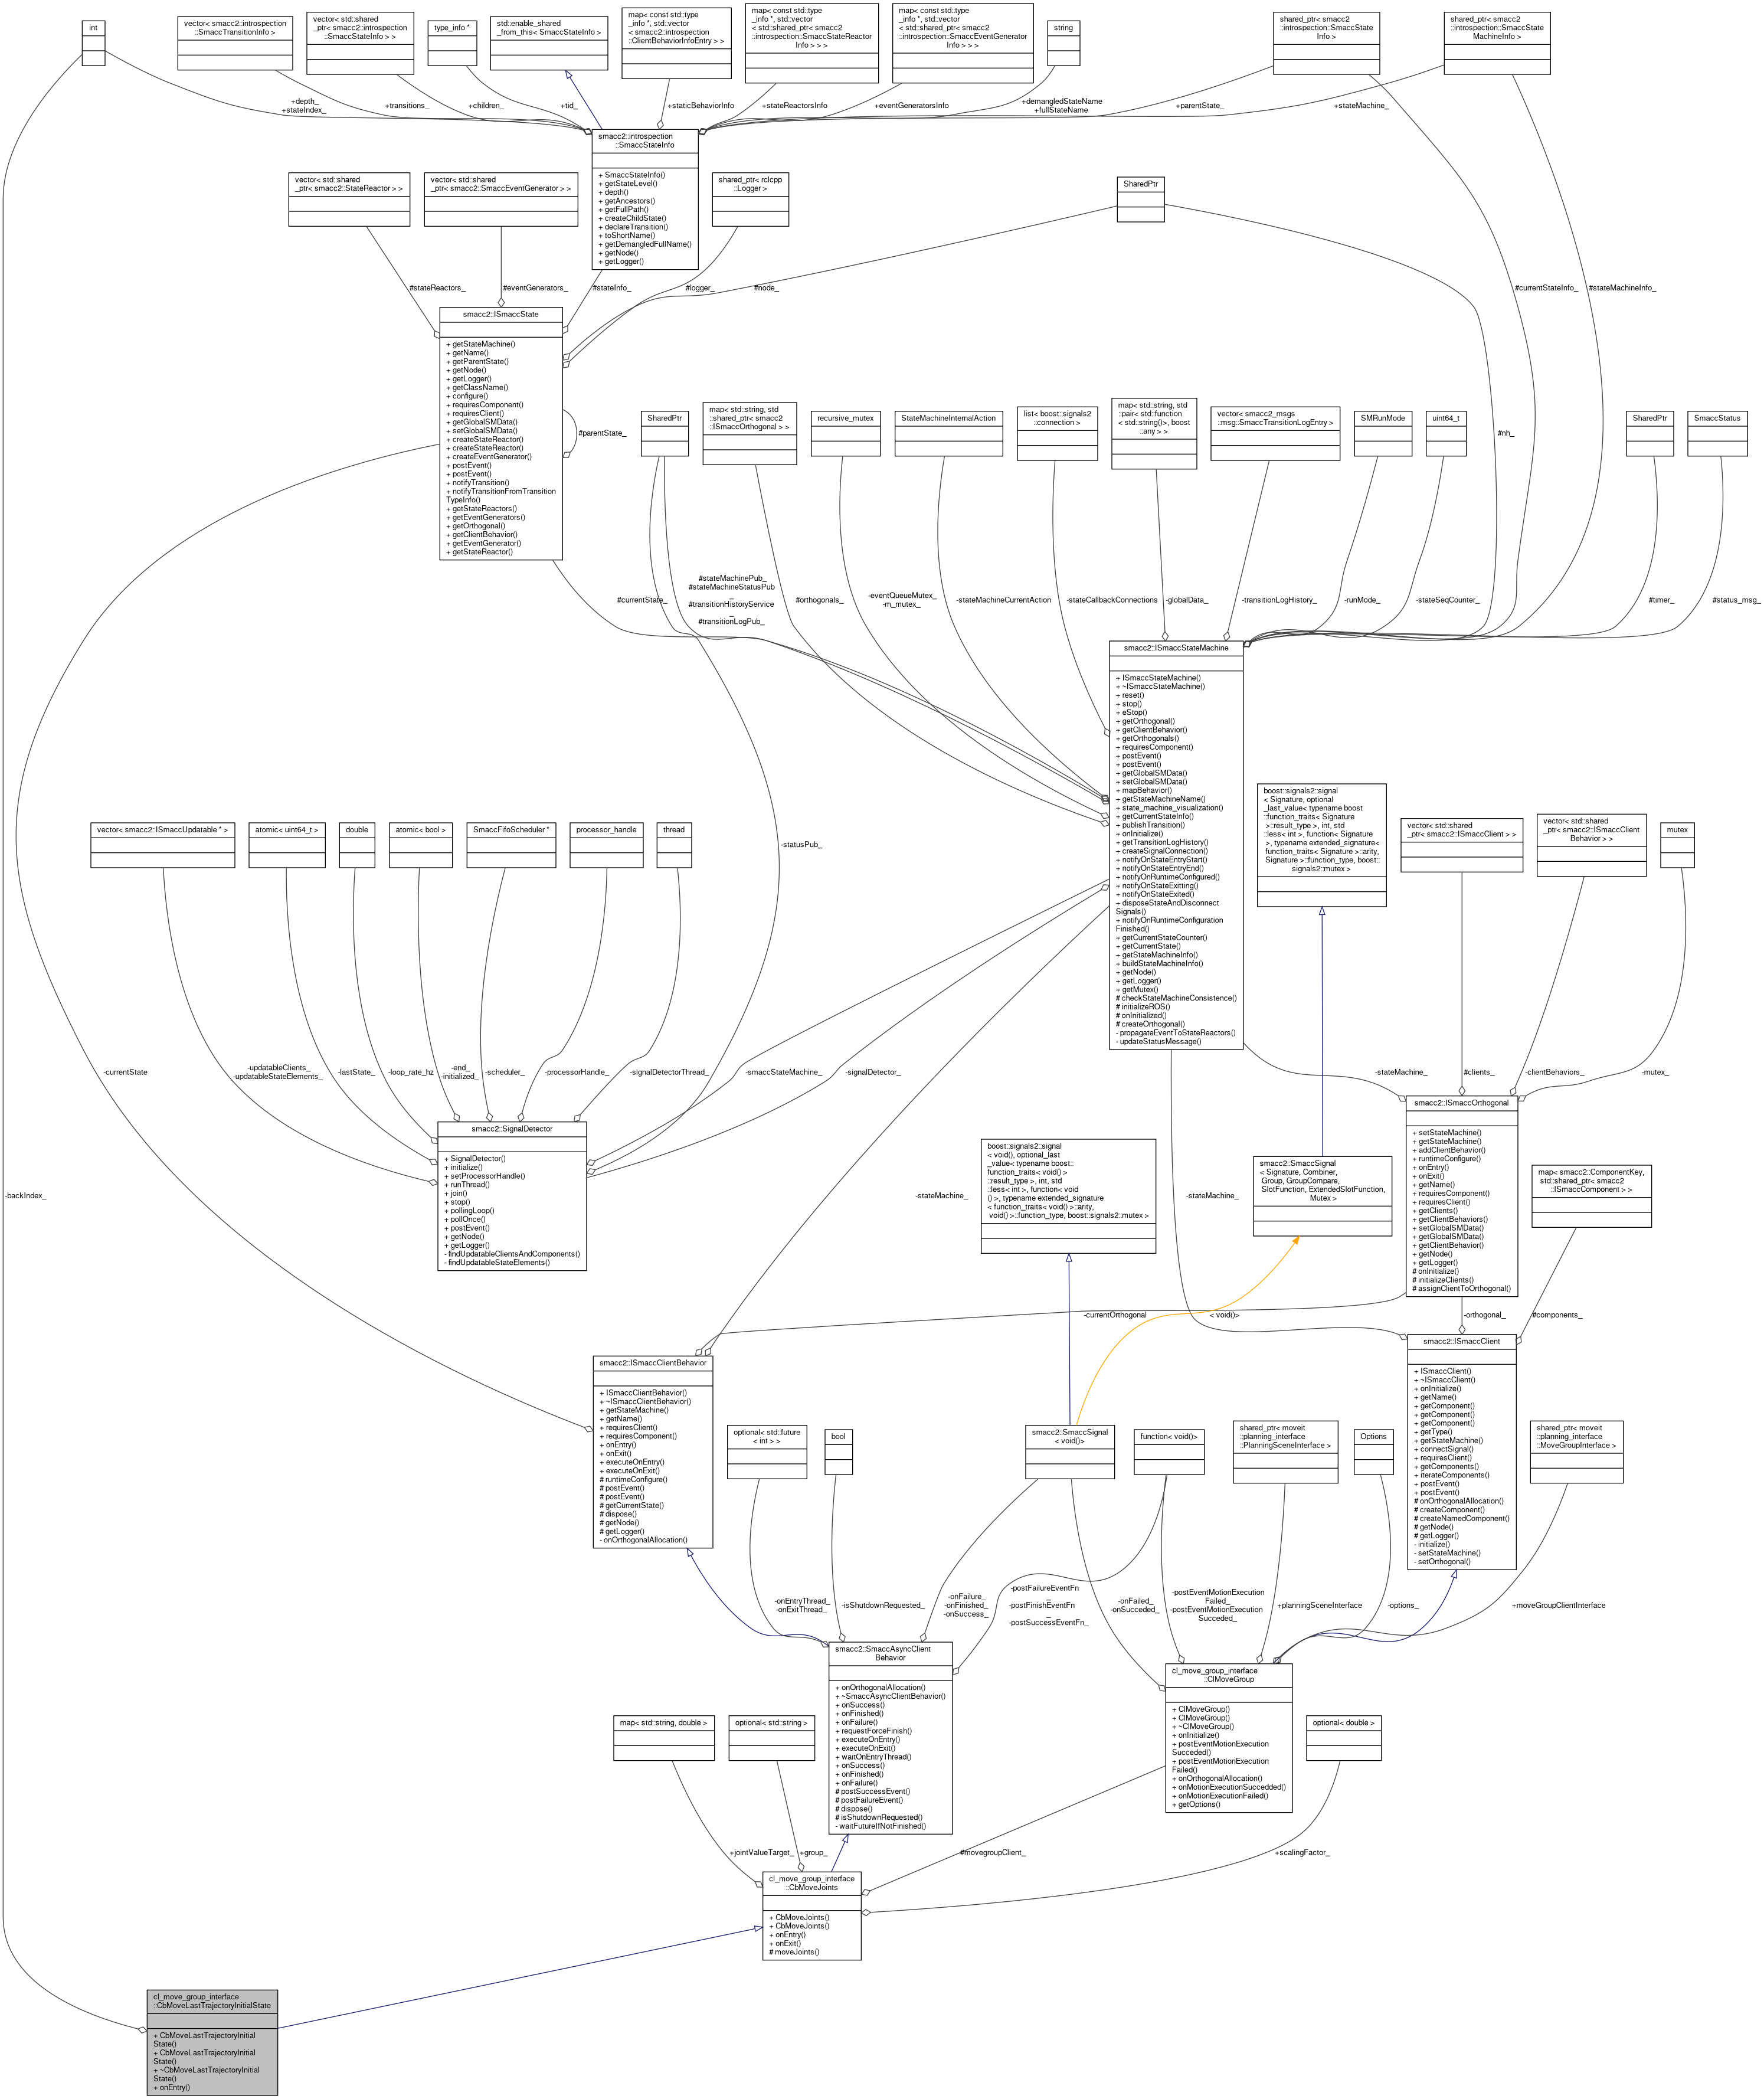 int
vector< smacc2::introspection
::SmaccTransitionInfo >
vector< std::shared
_ptr< smacc2::introspection
::SmaccStateInfo > >
type_info *
std::enable_shared
_from_this< SmaccStateInfo >
map< const std::type
_info *, std::vector
< smacc2::introspection
::ClientBehaviorInfoEntry > >
map< const std::type
_info *, std::vector
< std::shared_ptr< smacc2
::introspection::SmaccStateReactor
Info > > >
map< const std::type
_info *, std::vector
< std::shared_ptr< smacc2
::introspection::SmaccEventGenerator
Info > > >
string
shared_ptr< smacc2
::introspection::SmaccState
Info >
shared_ptr< smacc2
::introspection::SmaccState
MachineInfo >
+depth_
+stateIndex_
+transitions_
+children_
+tid_
+staticBehaviorInfo
+stateReactorsInfo
+eventGeneratorsInfo
+demangledStateName
+fullStateName
+parentState_
+stateMachine_
smacc2::introspection
::SmaccStateInfo
+ SmaccStateInfo()
+ getStateLevel()
+ depth()
+ getAncestors()
+ getFullPath()
+ createChildState()
+ declareTransition()
+ toShortName()
+ getDemangledFullName()
+ getNode()
+ getLogger()
vector< std::shared
_ptr< smacc2::StateReactor > >
vector< std::shared
_ptr< smacc2::SmaccEventGenerator > >
shared_ptr< rclcpp
::Logger >
SharedPtr
#stateReactors_
#eventGenerators_
#stateInfo_
#logger_
#node_
#currentStateInfo_
#stateMachineInfo_
smacc2::ISmaccState
+ getStateMachine()
+ getName()
+ getParentState()
+ getNode()
+ getLogger()
+ getClassName()
+ configure()
+ requiresComponent()
+ requiresClient()
+ getGlobalSMData()
+ setGlobalSMData()
+ createStateReactor()
+ createStateReactor()
+ createEventGenerator()
+ postEvent()
+ postEvent()
+ notifyTransition()
+ notifyTransitionFromTransition
TypeInfo()
+ getStateReactors()
+ getEventGenerators()
+ getOrthogonal()
+ getClientBehavior()
+ getEventGenerator()
+ getStateReactor()
#parentState_
#nh_
SharedPtr
map< std::string, std
::shared_ptr< smacc2
::ISmaccOrthogonal > >
recursive_mutex
StateMachineInternalAction
list< boost::signals2
::connection >
map< std::string, std
::pair< std::function
< std::string()>, boost
::any > >
vector< smacc2_msgs
::msg::SmaccTransitionLogEntry >
SMRunMode
uint64_t
SharedPtr
SmaccStatus
#currentState_
#stateMachinePub_
#stateMachineStatusPub
_
#transitionHistoryService
_
#transitionLogPub_
#orthogonals_
-eventQueueMutex_
-m_mutex_
-stateMachineCurrentAction
-stateCallbackConnections
-globalData_
-transitionLogHistory_
-runMode_
-stateSeqCounter_
#timer_
#status_msg_
smacc2::ISmaccStateMachine
+ ISmaccStateMachine()
+ ~ISmaccStateMachine()
+ reset()
+ stop()
+ eStop()
+ getOrthogonal()
+ getClientBehavior()
+ getOrthogonals()
+ requiresComponent()
+ postEvent()
+ postEvent()
+ getGlobalSMData()
+ setGlobalSMData()
+ mapBehavior()
+ getStateMachineName()
+ state_machine_visualization()
+ getCurrentStateInfo()
+ publishTransition()
+ onInitialize()
+ getTransitionLogHistory()
+ createSignalConnection()
+ notifyOnStateEntryStart()
+ notifyOnStateEntryEnd()
+ notifyOnRuntimeConfigured()
+ notifyOnStateExitting()
+ notifyOnStateExited()
+ disposeStateAndDisconnect
Signals()
+ notifyOnRuntimeConfiguration
Finished()
+ getCurrentStateCounter()
+ getCurrentState()
+ getStateMachineInfo()
+ buildStateMachineInfo()
+ getNode()
+ getLogger()
+ getMutex()
# checkStateMachineConsistence()
# initializeROS()
# onInitialized()
# createOrthogonal()
- propagateEventToStateReactors()
- updateStatusMessage()
boost::signals2::signal
< Signature, optional
_last_value< typename boost
::function_traits< Signature
>::result_type >, int, std
::less< int >, function< Signature
>, typename extended_signature<
function_traits< Signature >::arity,
Signature >::function_type, boost::
signals2::mutex >
vector< std::shared
_ptr< smacc2::ISmaccClient > >
vector< std::shared
_ptr< smacc2::ISmaccClient
Behavior > >
mutex
vector< smacc2::ISmaccUpdatable * >
atomic< uint64_t >
double
atomic< bool >
SmaccFifoScheduler *
processor_handle
thread
-statusPub_
-currentState
-updatableClients_
-updatableStateElements_
-lastState_
-loop_rate_hz
-end_
-initialized_
-scheduler_
-processorHandle_
-signalDetectorThread_
-smaccStateMachine_
-signalDetector_
-stateMachine_
#clients_
-clientBehaviors_
-mutex_
smacc2::SignalDetector
+ SignalDetector()
+ initialize()
+ setProcessorHandle()
+ runThread()
+ join()
+ stop()
+ pollingLoop()
+ pollOnce()
+ postEvent()
+ getNode()
+ getLogger()
- findUpdatableClientsAndComponents()
- findUpdatableStateElements()
smacc2::ISmaccOrthogonal
+ setStateMachine()
+ getStateMachine()
+ addClientBehavior()
+ runtimeConfigure()
+ onEntry()
+ onExit()
+ getName()
+ requiresComponent()
+ requiresClient()
+ getClients()
+ getClientBehaviors()
+ setGlobalSMData()
+ getGlobalSMData()
+ getClientBehavior()
+ getNode()
+ getLogger()
# onInitialize()
# initializeClients()
# assignClientToOrthogonal()
boost::signals2::signal
< void(), optional_last
_value< typename boost::
function_traits< void() >
::result_type >, int, std
::less< int >, function< void
() >, typename extended_signature
< function_traits< void() >::arity,
void() >::function_type, boost::signals2::mutex >
smacc2::SmaccSignal
< Signature, Combiner,
Group, GroupCompare,
SlotFunction, ExtendedSlotFunction,
Mutex >
map< smacc2::ComponentKey,
std::shared_ptr< smacc2
::ISmaccComponent > >
-backIndex_
-stateMachine_
-stateMachine_
-currentOrthogonal
< void()>
-orthogonal_
#components_
smacc2::ISmaccClientBehavior
+ ISmaccClientBehavior()
+ ~ISmaccClientBehavior()
+ getStateMachine()
+ getName()
+ requiresClient()
+ requiresComponent()
+ onEntry()
+ onExit()
+ executeOnEntry()
+ executeOnExit()
# runtimeConfigure()
# postEvent()
# postEvent()
# getCurrentState()
# dispose()
# getNode()
# getLogger()
- onOrthogonalAllocation()
smacc2::ISmaccClient
+ ISmaccClient()
+ ~ISmaccClient()
+ onInitialize()
+ getName()
+ getComponent()
+ getComponent()
+ getComponent()
+ getType()
+ getStateMachine()
+ connectSignal()
+ requiresClient()
+ getComponents()
+ iterateComponents()
+ postEvent()
+ postEvent()
# onOrthogonalAllocation()
# createComponent()
# createNamedComponent()
# getNode()
# getLogger()
- initialize()
- setStateMachine()
- setOrthogonal()
optional< std::future
< int > >
bool
smacc2::SmaccSignal
< void()>
function< void()>
shared_ptr< moveit
::planning_interface
::PlanningSceneInterface >
Options
shared_ptr< moveit
::planning_interface
::MoveGroupInterface >
-onEntryThread_
-onExitThread_
-isShutdownRequested_
-onFailure_
-onFinished_
-onSuccess_
-postFailureEventFn
_
-postFinishEventFn
_
-postSuccessEventFn_
-onFailed_
-onSucceded_
-postEventMotionExecution
Failed_
-postEventMotionExecution
Succeded_
+planningSceneInterface
-options_
+moveGroupClientInterface
smacc2::SmaccAsyncClient
Behavior
+ onOrthogonalAllocation()
+ ~SmaccAsyncClientBehavior()
+ onSuccess()
+ onFinished()
+ onFailure()
+ requestForceFinish()
+ executeOnEntry()
+ executeOnExit()
+ waitOnEntryThread()
+ onSuccess()
+ onFinished()
+ onFailure()
# postSuccessEvent()
# postFailureEvent()
# dispose()
# isShutdownRequested()
- waitFutureIfNotFinished()
cl_move_group_interface
::ClMoveGroup
+ ClMoveGroup()
+ ClMoveGroup()
+ ~ClMoveGroup()
+ onInitialize()
+ postEventMotionExecution
Succeded()
+ postEventMotionExecution
Failed()
+ onOrthogonalAllocation()
+ onMotionExecutionSuccedded()
+ onMotionExecutionFailed()
+ getOptions()
map< std::string, double >
optional< std::string >
optional< double >
+jointValueTarget_
+group_
#movegroupClient_
+scalingFactor_
cl_move_group_interface
::CbMoveJoints
+ CbMoveJoints()
+ CbMoveJoints()
+ onEntry()
+ onExit()
# moveJoints()
cl_move_group_interface
::CbMoveLastTrajectoryInitialState
+ CbMoveLastTrajectoryInitial
State()
+ CbMoveLastTrajectoryInitial
State()
+ ~CbMoveLastTrajectoryInitial
State()
+ onEntry()